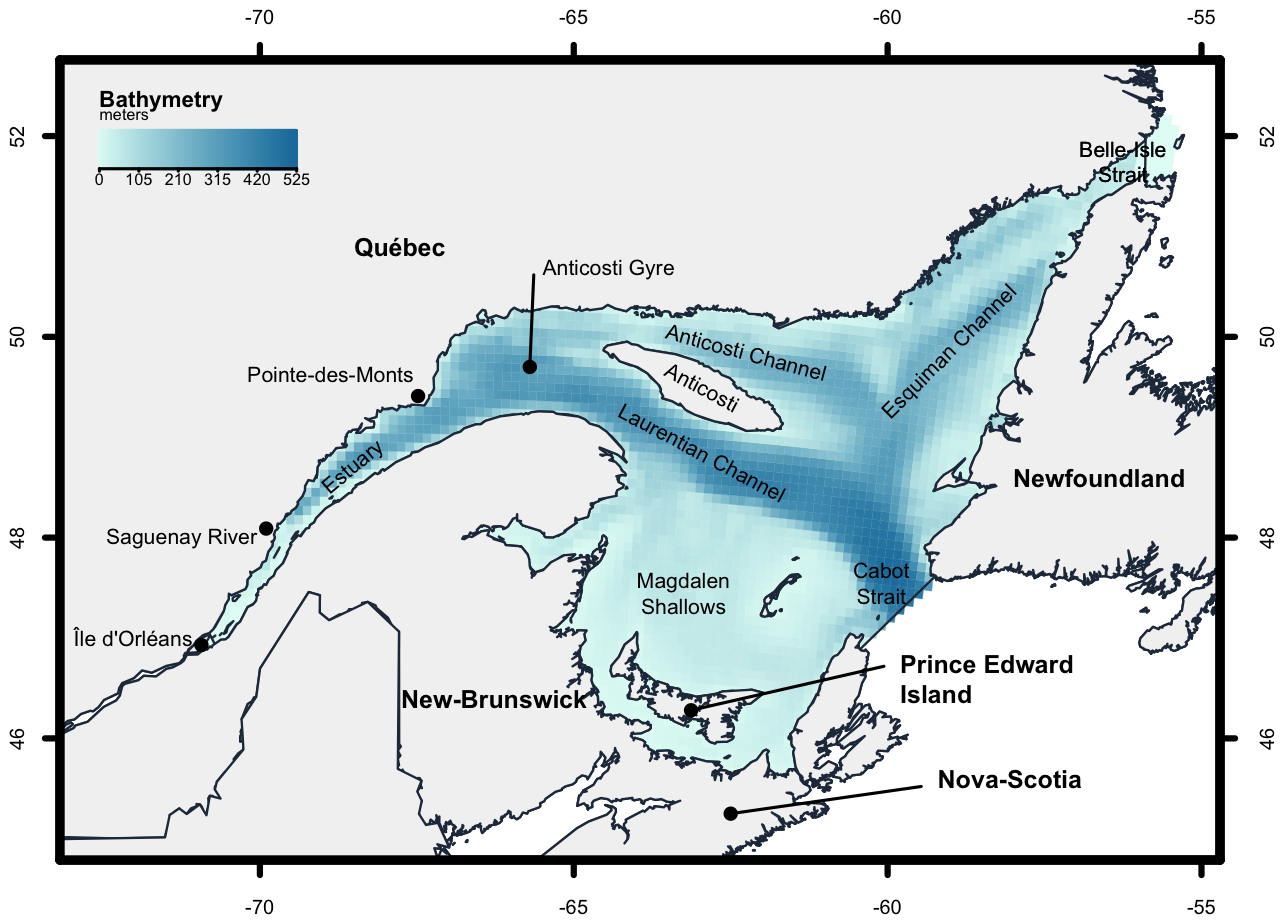 -70
-65
-60
-55
Bathymetry
meters
0 105 210 315 420 525
52
52
Belle-Isle
Strait
Québec
Anticosti Gyre
50
50
Anticosti Channel
Esquiman Channel
Pointe-des-Monts
Anticosti
Laurentian Channel
Estuary
Newfoundland
Saguenay River
48
48
Magdalen
Shallows
Cabot
Strait
Île d'Orléans
Prince Edward
Island
New-Brunswick
46
46
Nova-Scotia
-70
-65
-60
-55